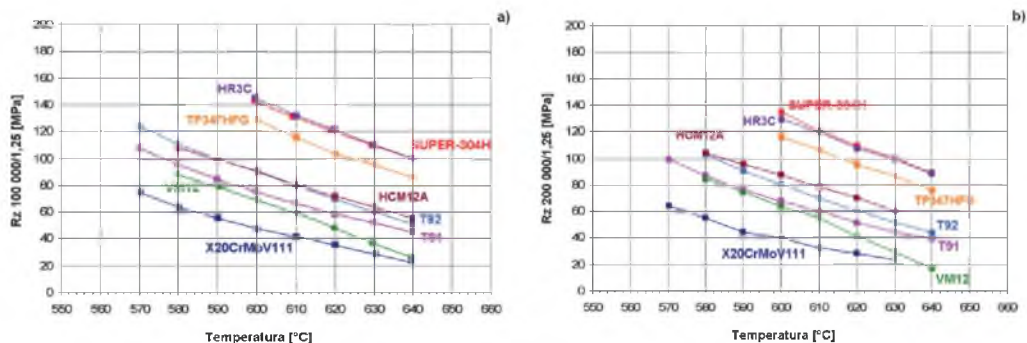 a)
Rz 100 000/1,25 [MPa]
200
180
160
140
120
100
80
60
40
20
0
550 560 570 580 590 600 610 620 630 640 650 660
Temperatura [°C]
HR3C
TP347HFG
SUPER-304H
HCM12A
VM12
T92
T91
X20CrMoV111
b)
Rz 200 000/1,25 [MPa]
200
180
160
140
120
100
80
60
40
20
0
550 560 570 580 590 600 610 620 630 640 650 660
Temperatura [°C]
SUPER-304H
HR3C
HCM12A
TP347HFG
T92
T91
X20CrMoV111
VM12